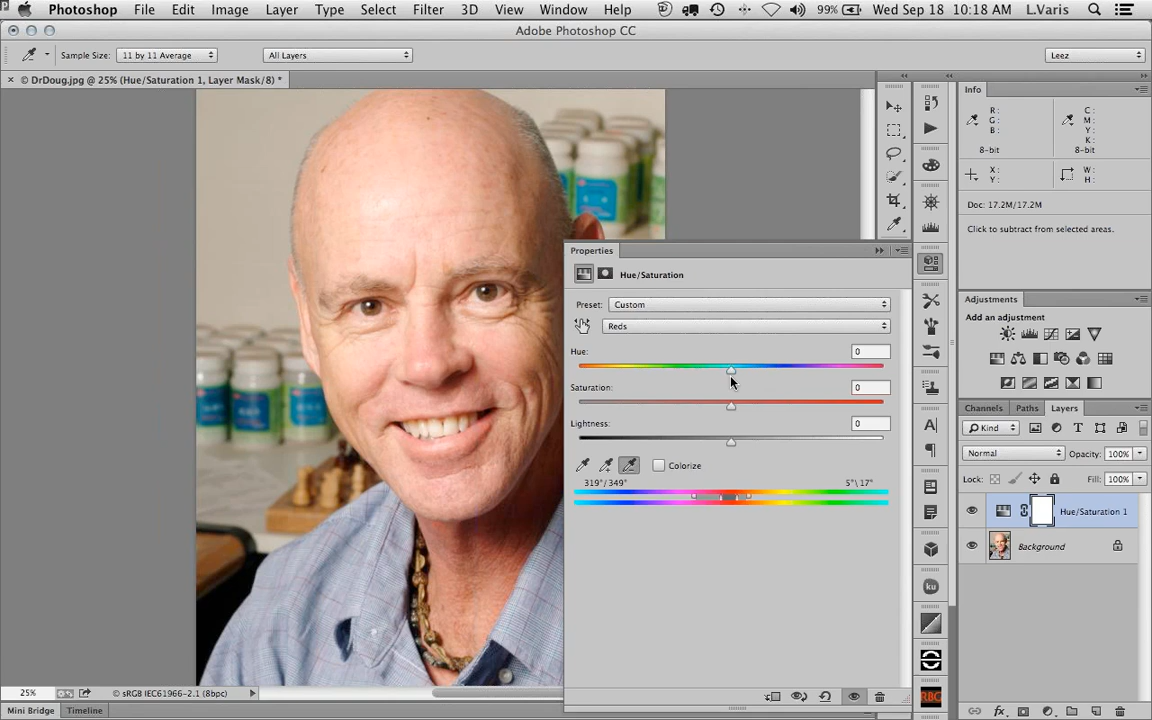 Photoshop File Edit Image Layer Type Select Filter 3D View Window Help 99% Wed Sep 18 10:18 AM L.Varis
Adobe Photoshop CC
Sample Size: 11 by 11 Average All Layers Leez
× © DrDoug.jpg @ 25% (Hue/Saturation 1, Layer Mask/8) *
Info
R:
G:
B:
8-bit
C:
M:
Y:
K:
8-bit
X:
Y:
W:
H:
Doc: 17.2M/17.2M
Click to subtract from selected areas.
Properties
Hue/Saturation
Preset: Custom
Reds
Hue: 0
Saturation: 0
Lightness: 0
Colorize
319°/349° 5°\17°
Adjustments
Add an adjustment
Channels Paths Layers
Kind
Normal Opacity: 100%
Lock: Fill: 100%
Hue/Saturation 1
Background
A
ku
RBG
25% © sRGB IEC61966-2.1 (8bpc)
Mini Bridge Timeline